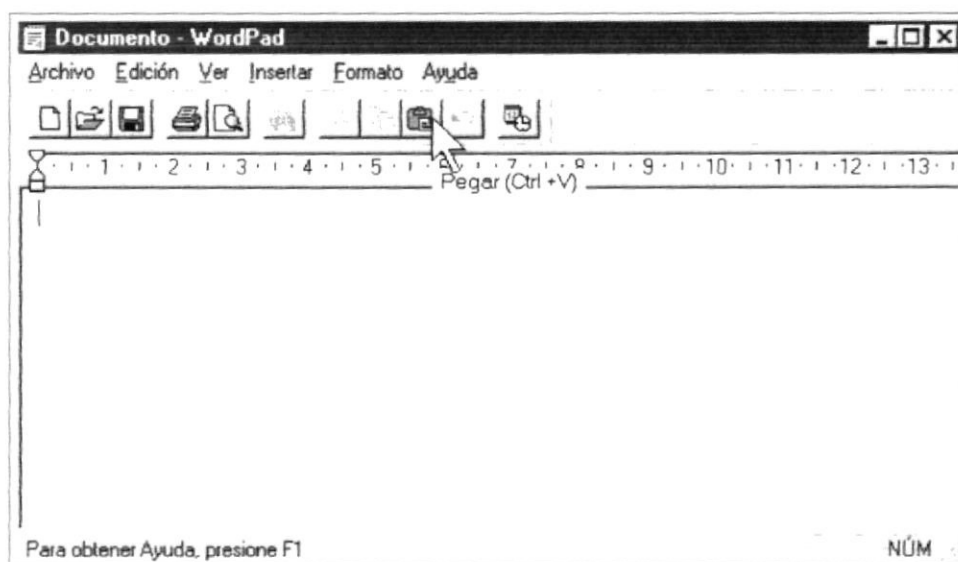 Documento - WordPad
Archivo Edición Ver Insertar Formato Ayuda
1 2 3 4 5 6 7 8 9 10 11 12 13
Pegar (Ctrl +V)
Para obtener Ayuda, presione F1 NÚM